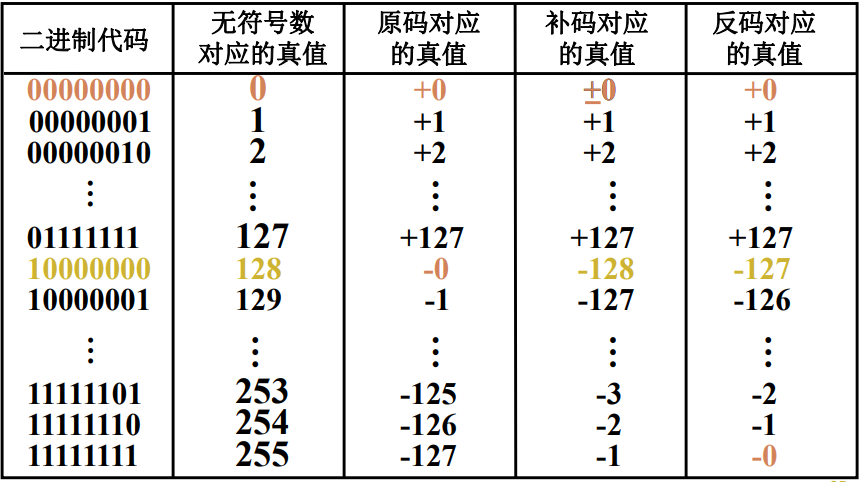 二进制代码 无符号数对应的真值 原码对应的真值 补码对应的真值 反码对应的真值
00000000 0 +0 ±0 +0
00000001 1 +1 +1 +1
00000010 2 +2 +2 +2
⋮ ⋮ ⋮ ⋮ ⋮
01111111 127 +127 +127 +127
10000000 128 -0 -128 -127
10000001 129 -1 -127 -126
⋮ ⋮ ⋮ ⋮ ⋮
11111101 253 -125 -3 -2
11111110 254 -126 -2 -1
11111111 255 -127 -1 -0